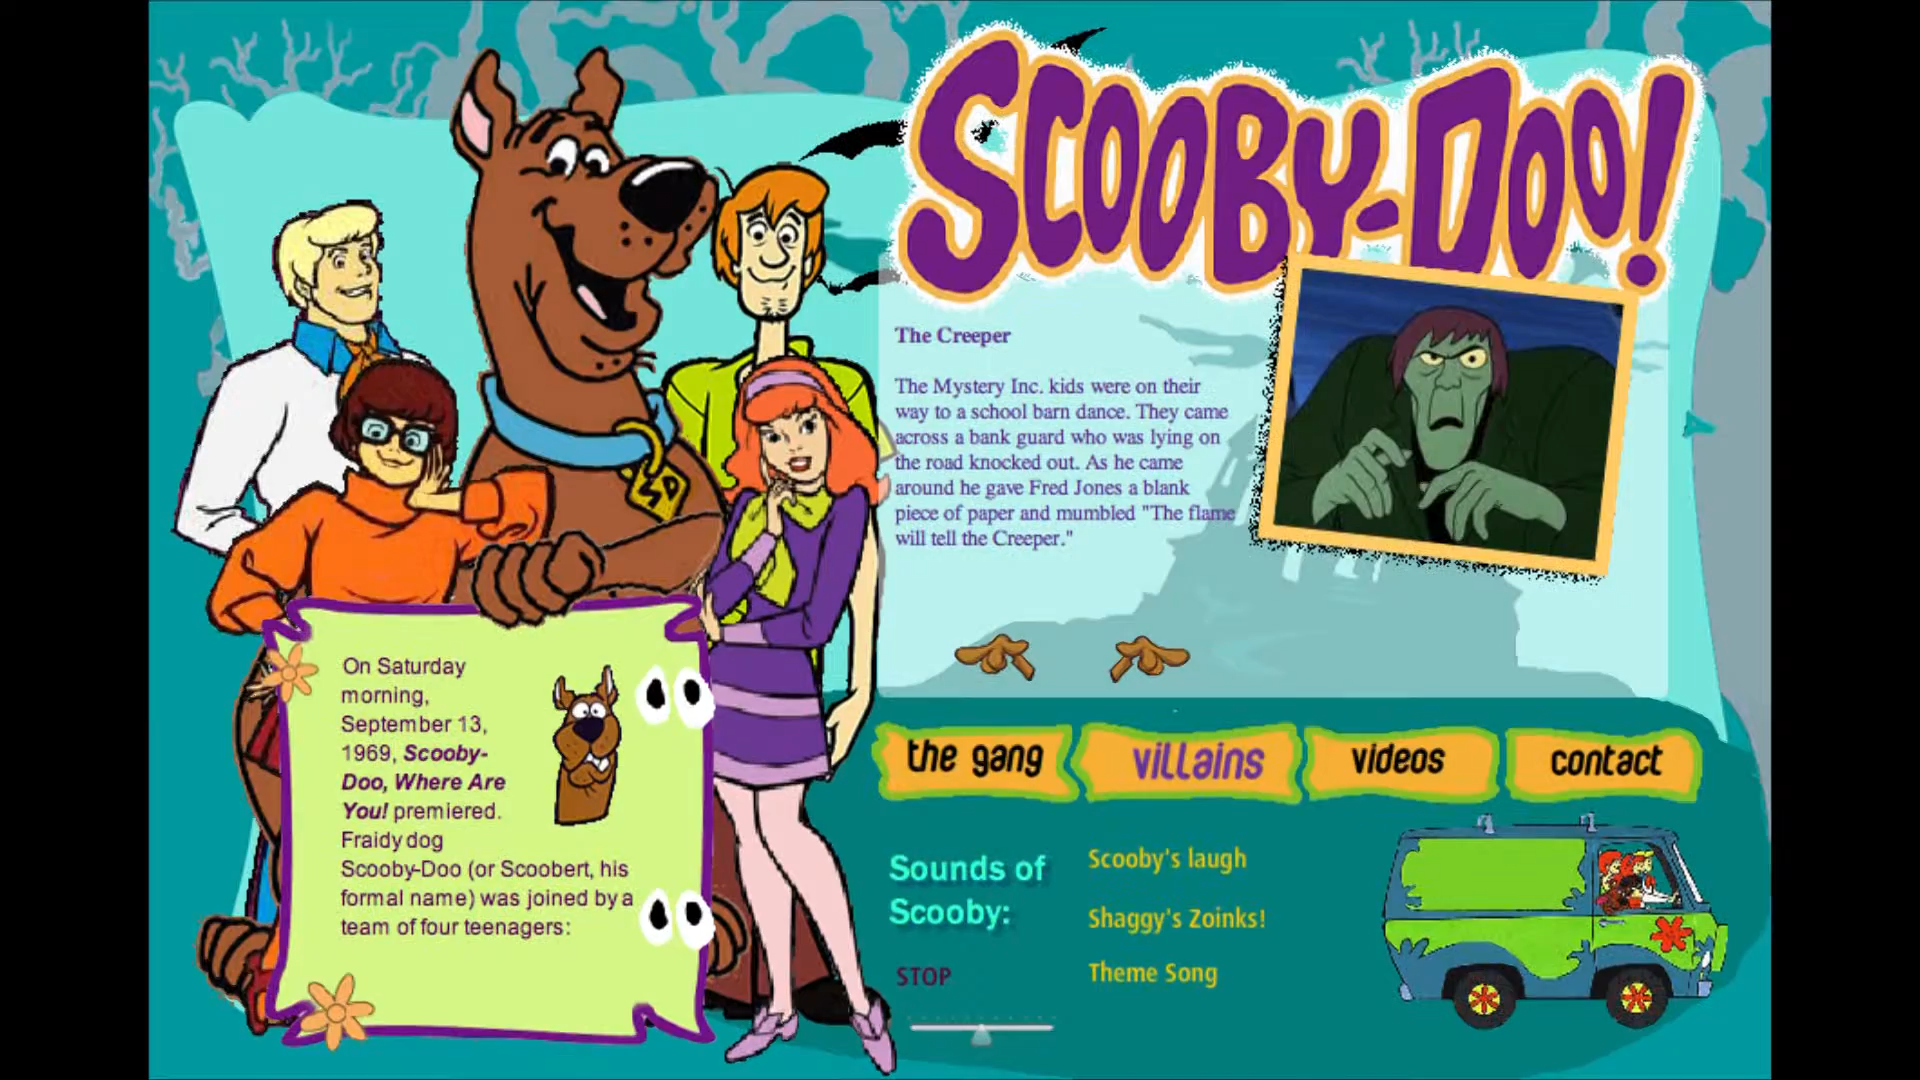 SCOOBY-DOO!
The Creeper
The Mystery Inc. kids were on their
way to a school barn dance. They came
across a bank guard who was lying on
the road knocked out. As he came
around he gave Fred Jones a blank
piece of paper and mumbled "The flame
will tell the Creeper."
SD
On Saturday
morning,
September 13,
1969, Scooby-
Doo, Where Are
You! premiered.
Fraidy dog
Scooby-Doo (or Scoobert, his
formal name) was joined by a
team of four teenagers:
the gang
villains
videos
contact
Sounds of
Scooby:
Scooby's laugh
Shaggy's Zoinks!
Theme Song
STOP